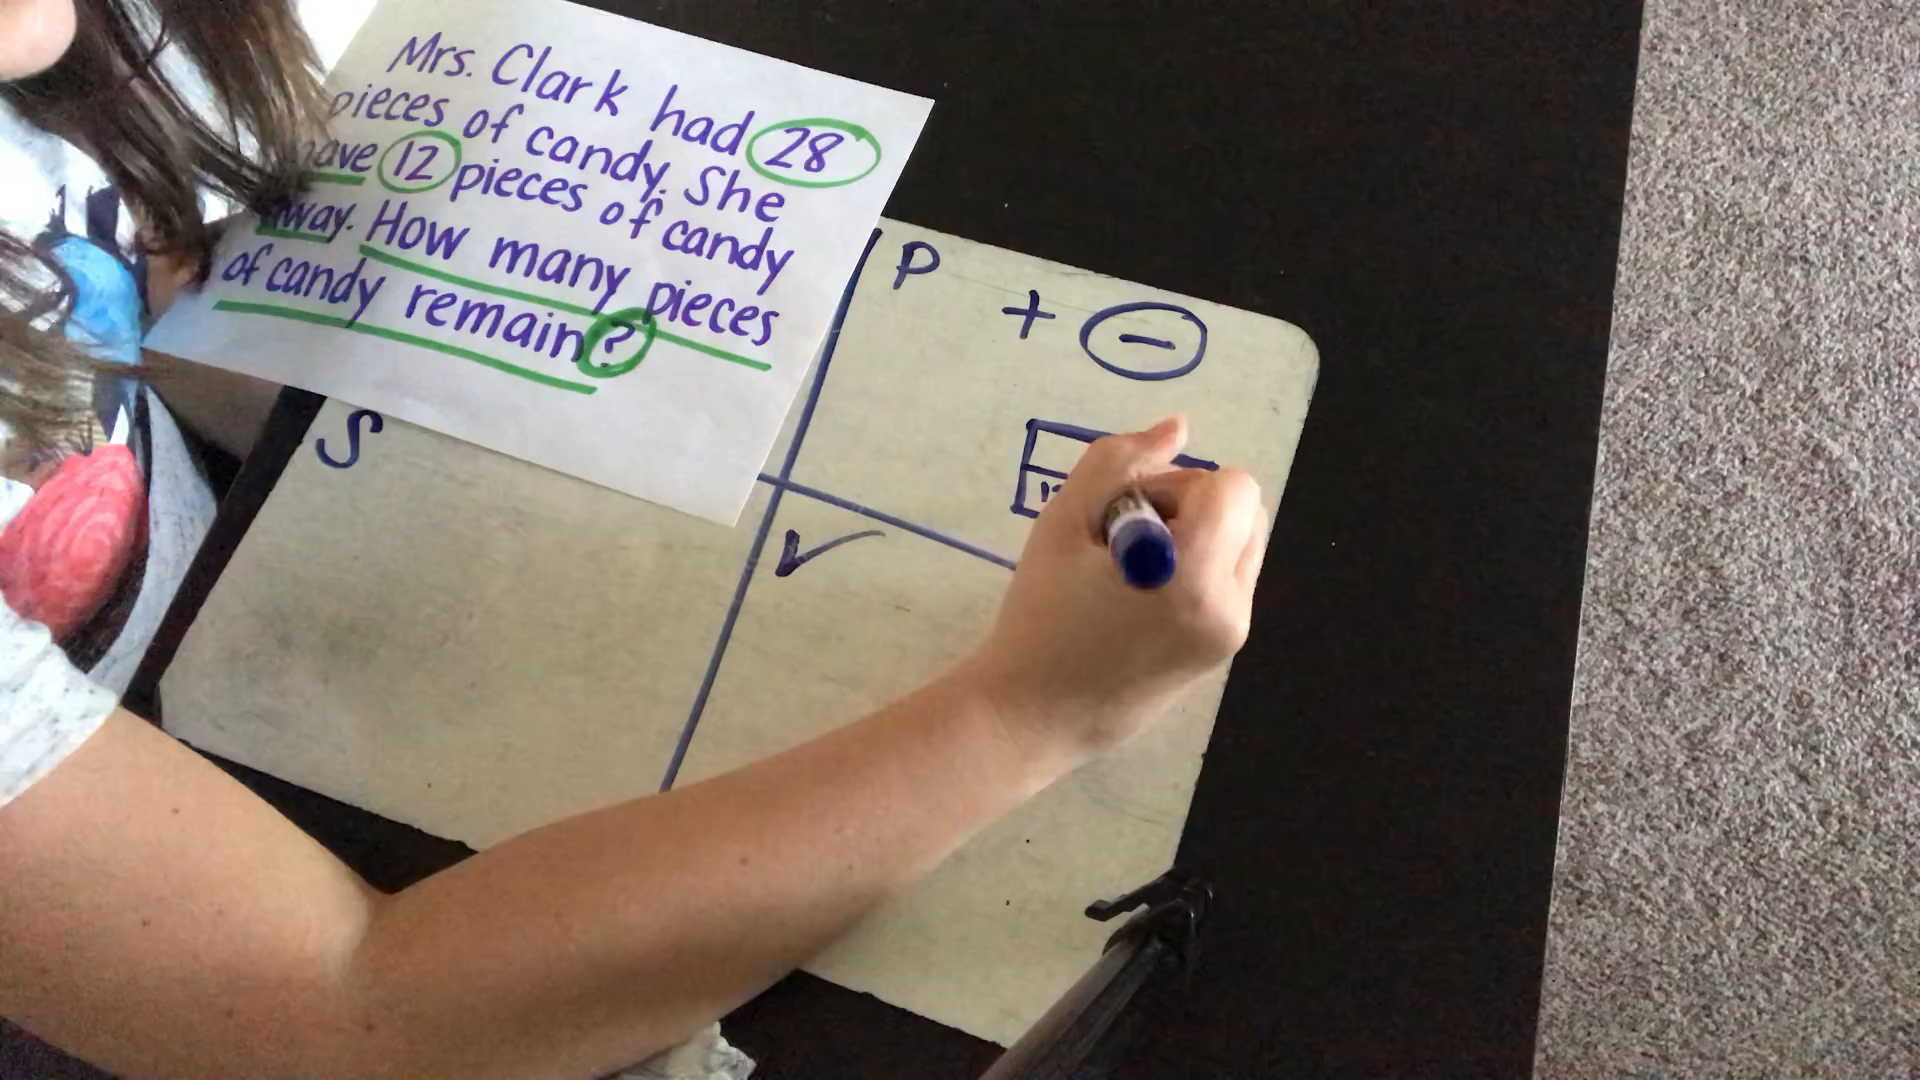 Mrs. Clark had 28
pieces of candy. She
gave 12 pieces of candy
away. How many pieces
of candy remain?
P
+ -
S
12
✓